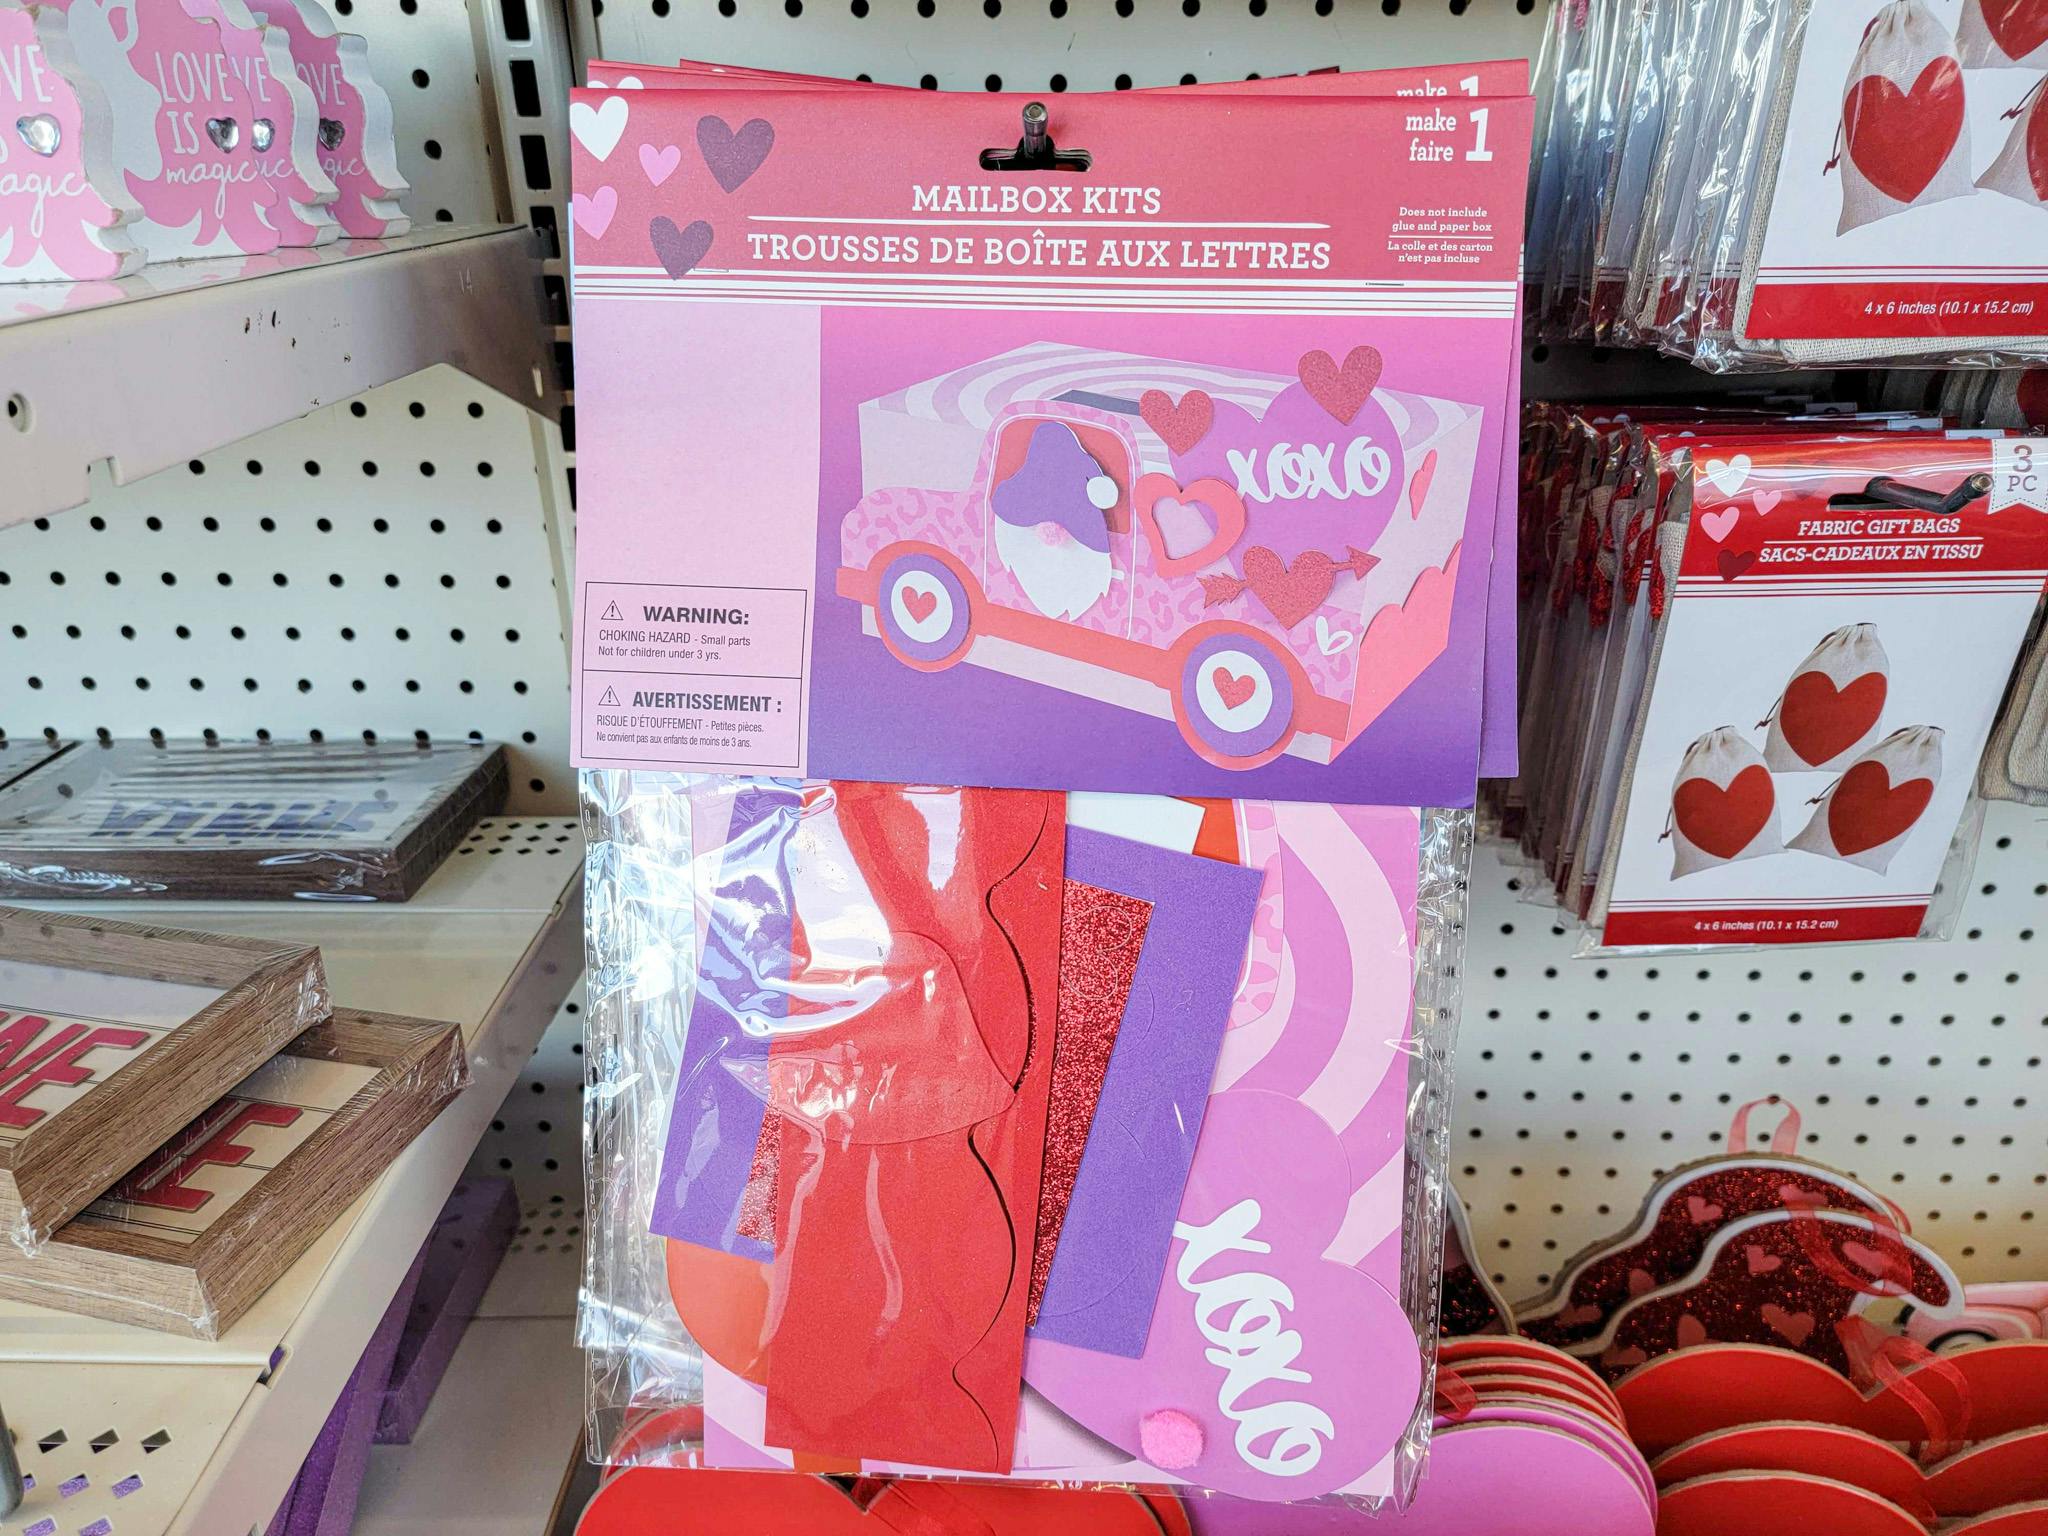 LOVE
IS
magic
make 1
make 1
faire
MAILBOX KITS
TROUSSES DE BOÎTE AUX LETTRES
Does not include
glue and paper box
La colle et des carton
n'est pas incluse
xoxo
WARNING:
CHOKING HAZARD - Small parts
Not for children under 3 yrs.
AVERTISSEMENT :
RISQUE D'ÉTOUFFEMENT - Petites pièces.
Ne convient pas aux enfants de moins de 3 ans.
xoxo
4 x 6 inches (10.1 x 15.2 cm)
3
PC
FABRIC GIFT BAGS
SACS-CADEAUX EN TISSU
4 x 6 inches (10.1 x 15.2 cm)